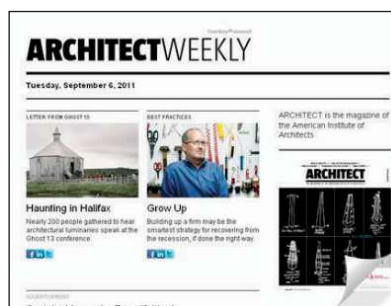 ARCHITECTWEEKLY
Tuesday, September 6, 2011
LETTER FROM GHOST 13
Haunting in Halifax
Nearly 200 people gathered to hear
architectural luminaries speak at the
Ghost 13 conference.
BEST PRACTICES
Grow Up
Building up a firm may be the
smartest strategy for recovering from
the recession, if done the right way.
ARCHITECT is the magazine of
the American Institute of
Architects
ARCHITECT
ADVERTISEMENT